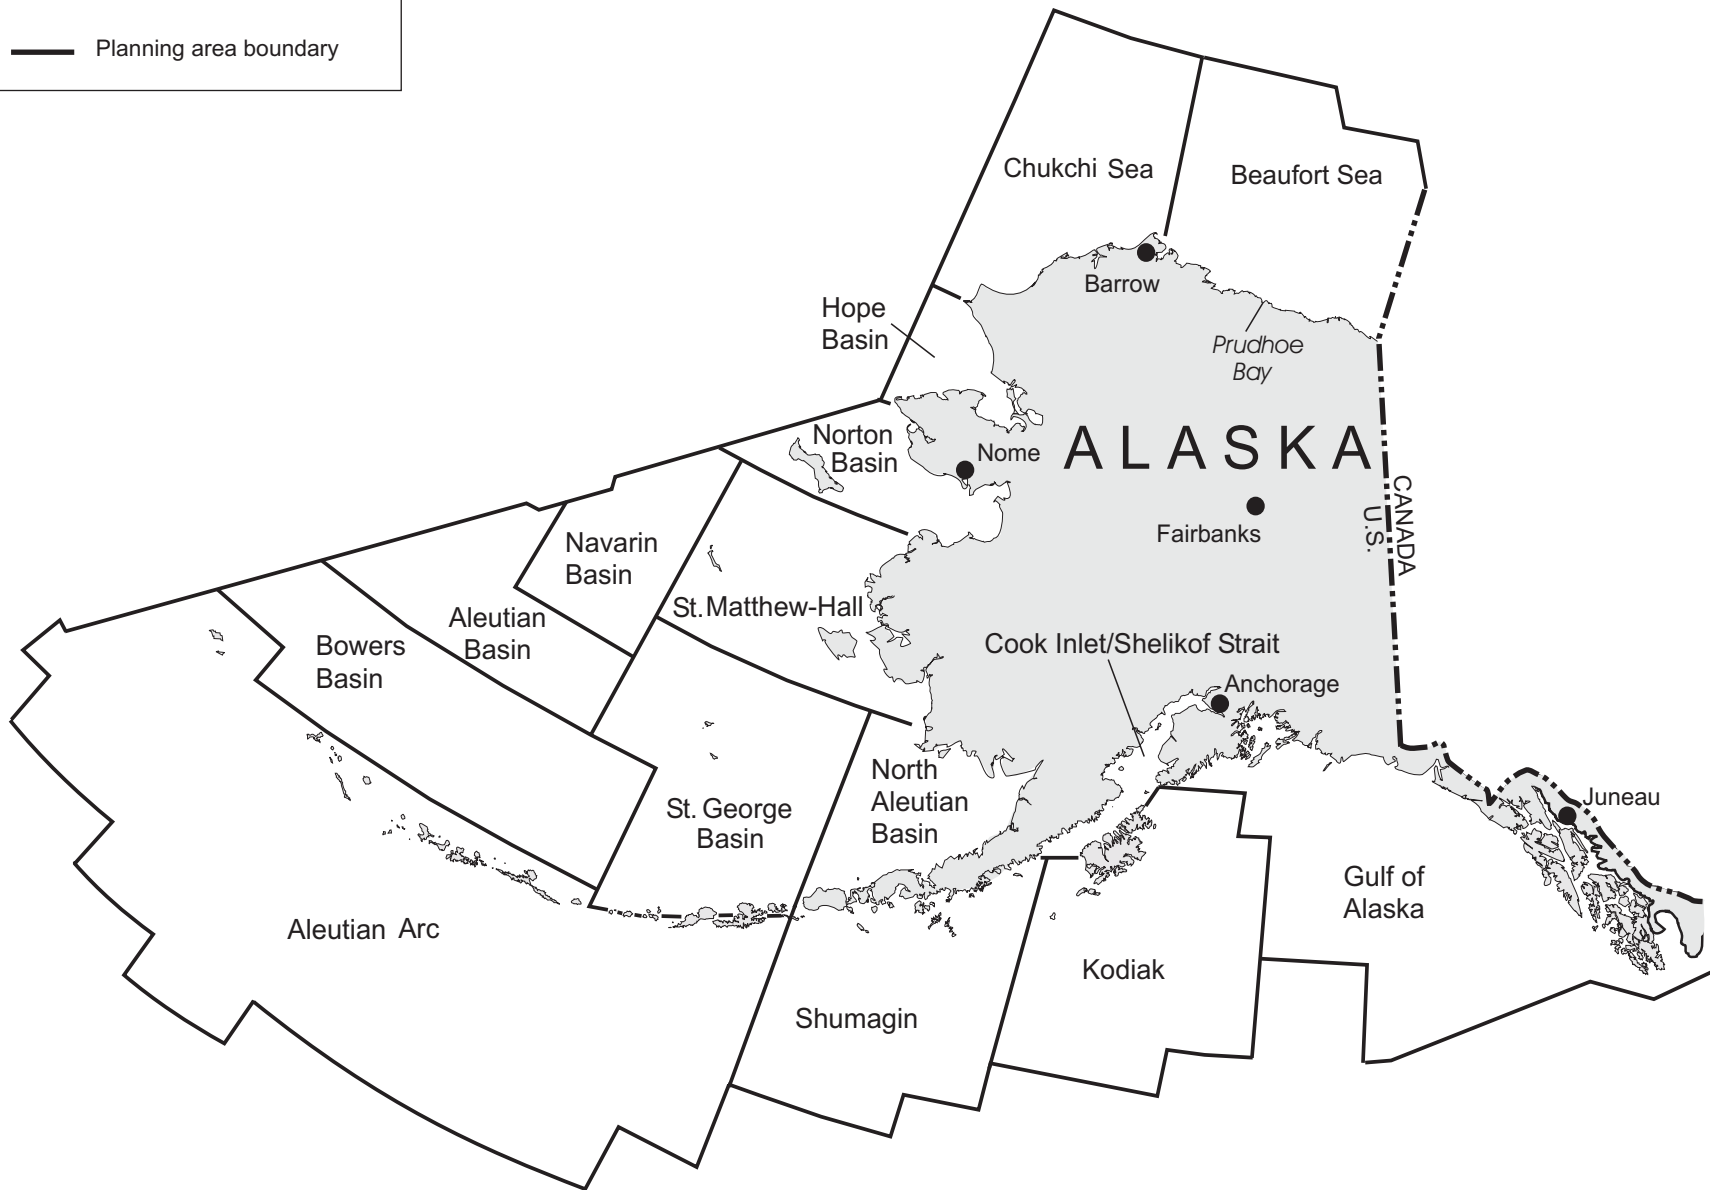 Planning area boundary
Chukchi Sea
Beaufort Sea
Barrow
Hope
Basin
Prudhoe
Bay
Norton
Basin
Nome
ALASKA
CANADA
U.S.
Fairbanks
Navarin
Basin
St. Matthew-Hall
Aleutian
Basin
Bowers
Basin
Cook Inlet/Shelikof Strait
Anchorage
North
Aleutian
Basin
St. George
Basin
Juneau
Gulf of
Alaska
Aleutian Arc
Kodiak
Shumagin